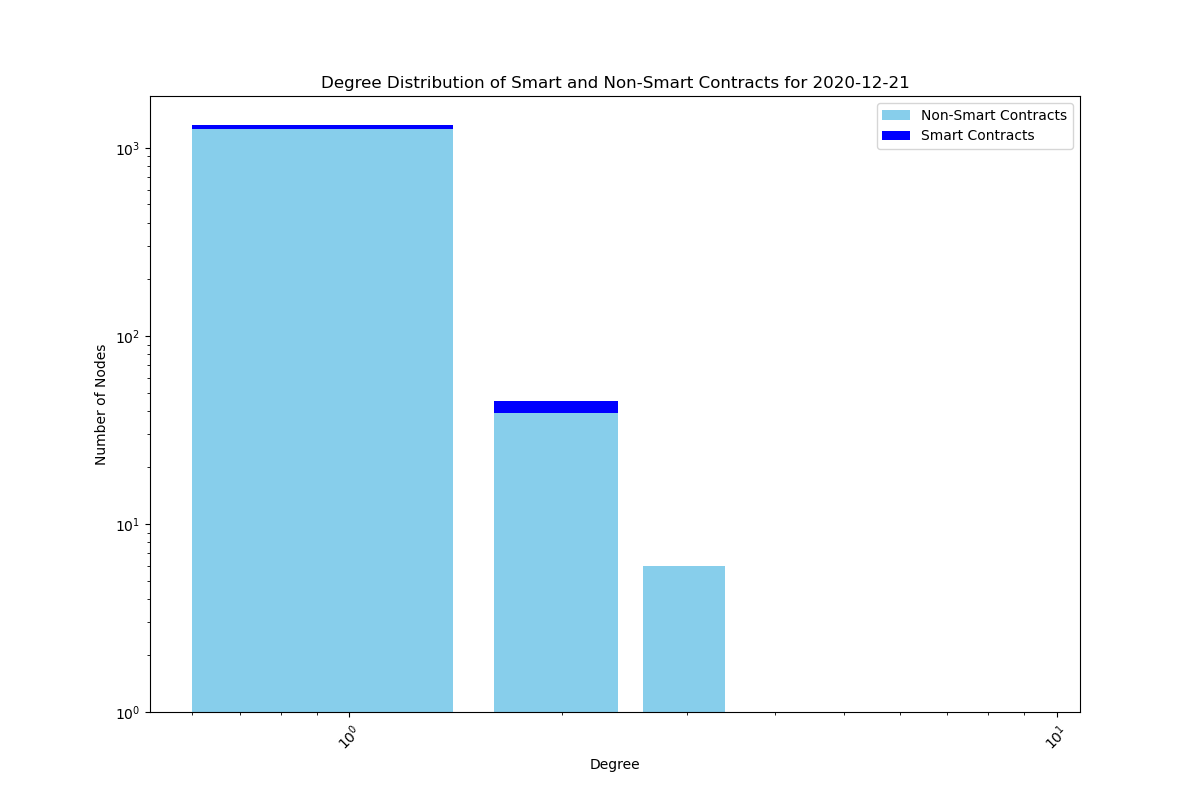 Degree Distribution of Smart and Non-Smart Contracts for 2020-12-21
Non-Smart Contracts
Smart Contracts
Number of Nodes
10³
10²
10¹
10⁰
10⁰
10¹
Degree